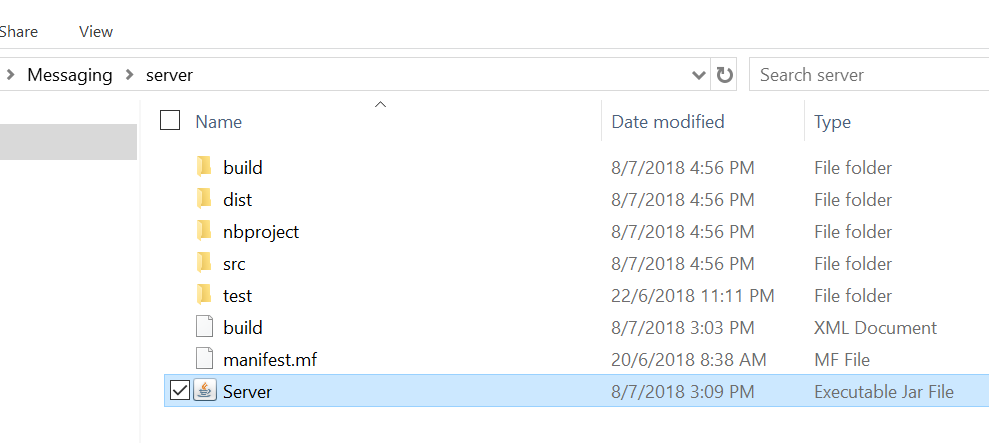 Share View
Messaging server Search server
Name Date modified Type
build 8/7/2018 4:56 PM File folder
dist 8/7/2018 4:56 PM File folder
nbproject 8/7/2018 4:56 PM File folder
src 8/7/2018 4:56 PM File folder
test 22/6/2018 11:11 PM File folder
build 8/7/2018 3:03 PM XML Document
manifest.mf 20/6/2018 8:38 AM MF File
Server 8/7/2018 3:09 PM Executable Jar File